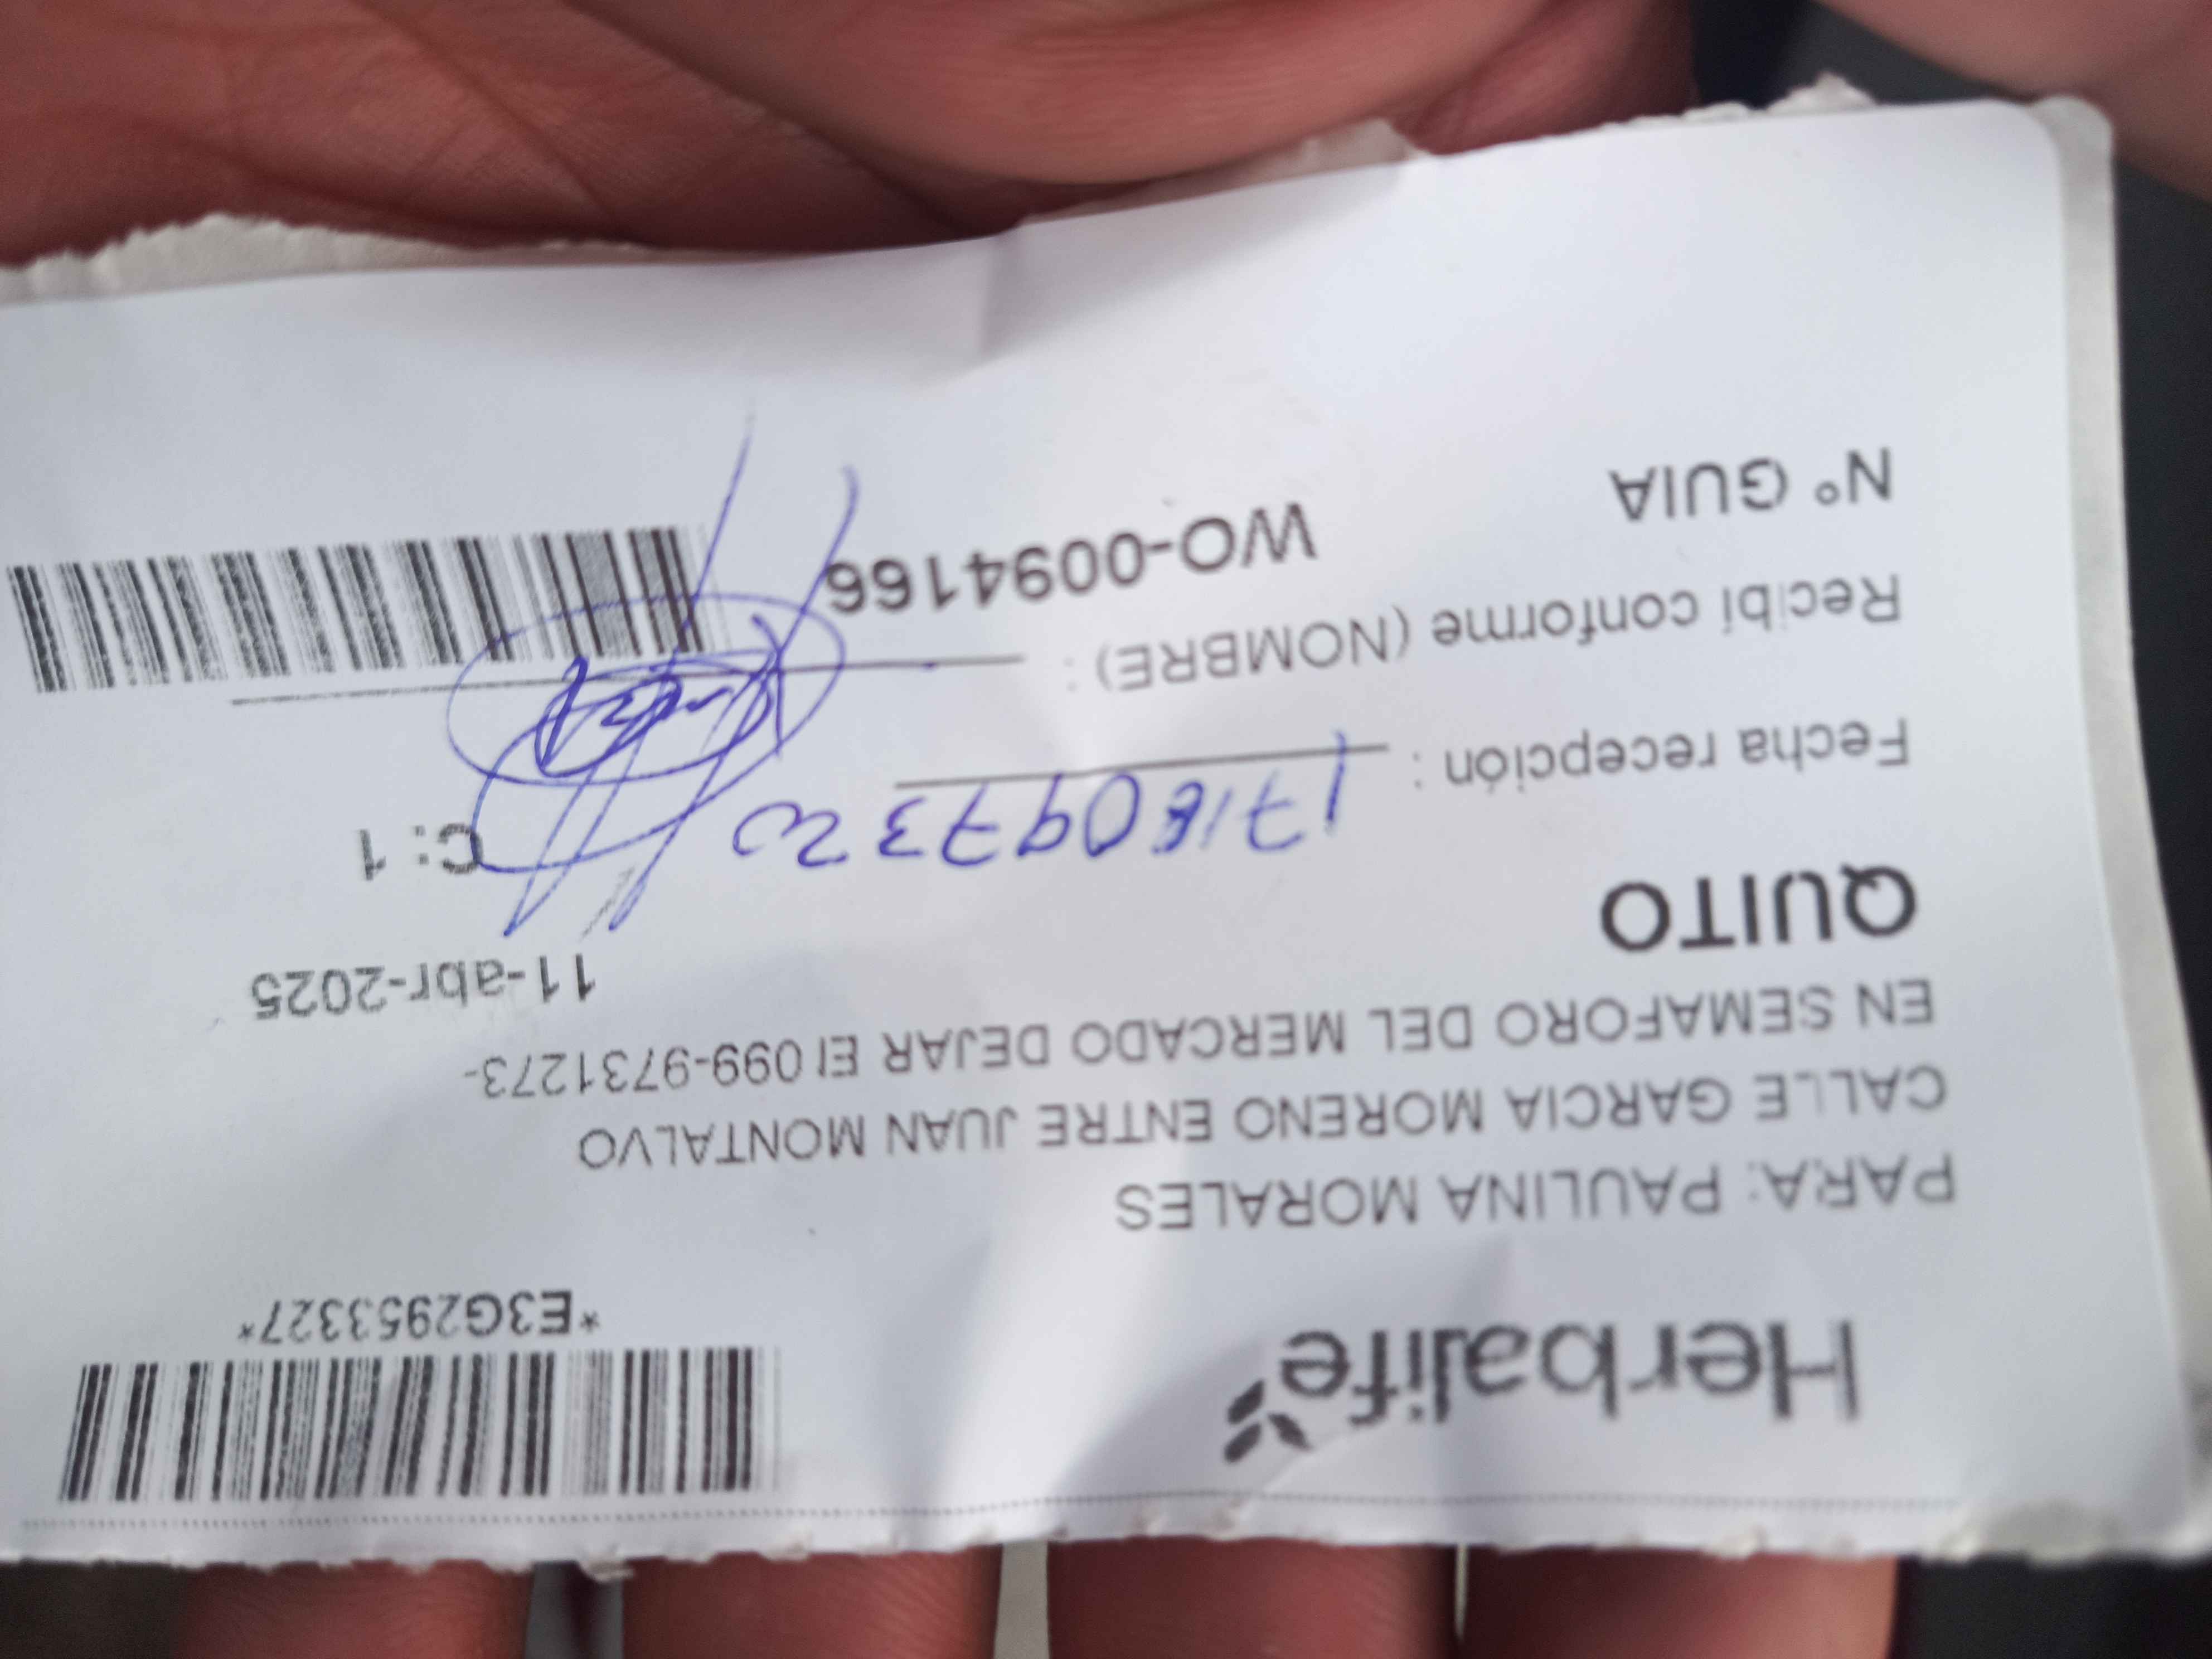 Herbalife
*E3G2953327*
PARA: PAULINA MORALES
CALLE GARCIA MORENO ENTRE JUAN MONTALVO
EN SEMAFORO DEL MERCADO DEJAR El 099-9731273-
QUITO
11-abr-2025
C: 1
Fecha recepción :
Recibi conforme (NOMBRE) :
N° GUIA
WO-0094166